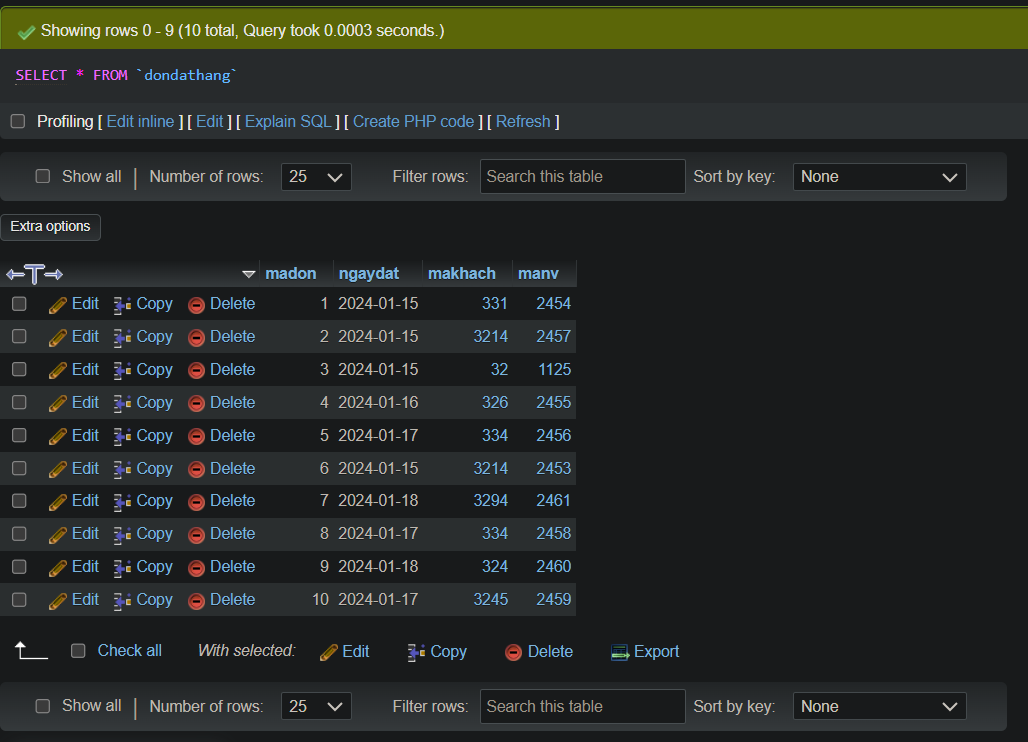 Showing rows 0 - 9 (10 total, Query took 0.0003 seconds.)
SELECT * FROM `dondathang`
Profiling [ Edit inline ] [ Edit ] [ Explain SQL ] [ Create PHP code ] [ Refresh ]
Show all | Number of rows: 25 Filter rows: Search this table Sort by key: None
Extra options
←T→ madon ngaydat makhach manv
Edit Copy Delete 1 2024-01-15 331 2454
Edit Copy Delete 2 2024-01-15 3214 2457
Edit Copy Delete 3 2024-01-15 32 1125
Edit Copy Delete 4 2024-01-16 326 2455
Edit Copy Delete 5 2024-01-17 334 2456
Edit Copy Delete 6 2024-01-15 3214 2453
Edit Copy Delete 7 2024-01-18 3294 2461
Edit Copy Delete 8 2024-01-17 334 2458
Edit Copy Delete 9 2024-01-18 324 2460
Edit Copy Delete 10 2024-01-17 3245 2459
Check all With selected: Edit Copy Delete Export
Show all | Number of rows: 25 Filter rows: Search this table Sort by key: None